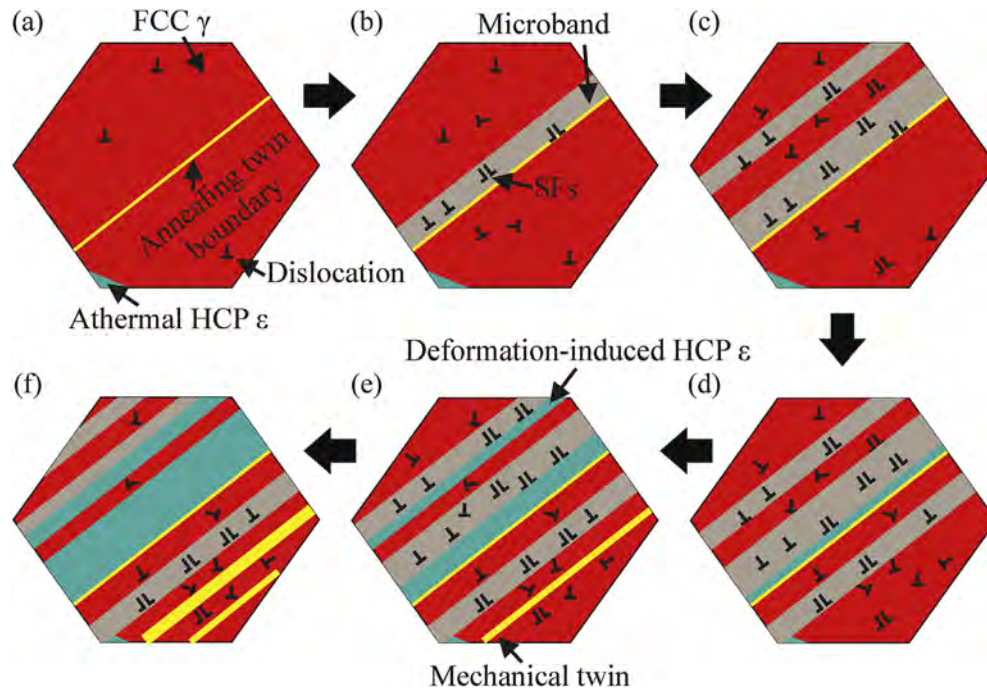 (a)
FCC γ
Annealing twin
boundary
Dislocation
Athermal HCP ε
(b)
Microband
SFs
(c)
(f)
(e)
Deformation-induced HCP ε
Mechanical twin
(d)